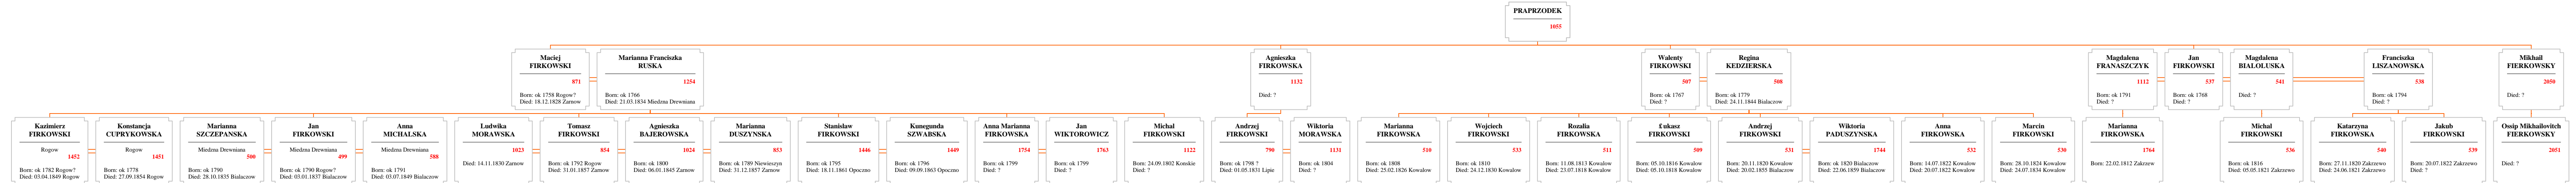 PRAPRZODEK
1055
Maciej
FIRKOWSKI
871
Born: ok 1758 Rogow?
Died: 18.12.1828 Zarnow
Marianna Franciszka
RUSKA
1254
Born: ok 1766
Died: 21.03.1834 Miedzna Drewniana
Agnieszka
FIRKOWSKA
1132
Died: ?
Walenty
FIRKOWSKI
507
Born: ok 1767
Died: ?
Regina
KEDZIERSKA
508
Born: ok 1779
Died: 24.11.1844 Bialaczow
Magdalena
FRANASZCZYK
1112
Born: ok 1791
Died: ?
Jan
FIRKOWSKI
537
Born: ok 1768
Died: ?
Magdalena
BIALOLUSKA
541
Died: ?
Franciszka
LISZANOWSKA
538
Born: ok 1794
Died: ?
Mikhail
FIERKOWSKY
2050
Died: ?
Kazimierz
FIRKOWSKI
Rogow
1452
Born: ok 1782 Rogow?
Died: 03.04.1849 Rogow
Konstancja
CUPRYKOWSKA
Rogow
1451
Born: ok 1778
Died: 27.09.1854 Rogow
Marianna
SZCZEPANSKA
Miedzna Drewniana
500
Born: ok 1790
Died: 28.10.1835 Bialaczow
Jan
FIRKOWSKI
Miedzna Drewniana
499
Born: ok 1790 Rogow?
Died: 03.01.1837 Bialaczow
Anna
MICHALSKA
Miedzna Drewniana
588
Born: ok 1791
Died: 03.07.1849 Bialaczow
Ludwika
MORAWSKA
1023
Died: 14.11.1830 Zarnow
Tomasz
FIRKOWSKI
854
Born: ok 1792 Rogow
Died: 31.01.1857 Zarnow
Agnieszka
BAJEROWSKA
1024
Born: ok 1800
Died: 06.01.1845 Zarnow
Marianna
DUSZYNSKA
853
Born: ok 1789 Niewieszyn
Died: 31.12.1857 Zarnow
Stanislaw
FIRKOWSKI
1446
Born: ok 1795
Died: 18.11.1861 Opoczno
Kunegunda
SZWABSKA
1449
Born: ok 1796
Died: 09.09.1863 Opoczno
Anna Marianna
FIRKOWSKA
1754
Born: ok 1799
Died: ?
Jan
WIKTOROWICZ
1763
Born: ok 1799
Died: ?
Michal
FIRKOWSKI
1122
Born: 24.09.1802 Konskie
Died: ?
Andrzej
FIRKOWSKI
790
Born: ok 1798 ?
Died: 01.05.1831 Lipie
Wiktoria
MORAWSKA
1131
Born: ok 1804
Died: ?
Marianna
FIRKOWSKA
510
Born: ok 1808
Died: 25.02.1826 Kowalow
Wojciech
FIRKOWSKI
533
Born: ok 1810
Died: 24.12.1830 Kowalow
Rozalia
FIRKOWSKA
511
Born: 11.08.1813 Kowalow
Died: 23.07.1818 Kowalow
Łukasz
FIRKOWSKI
509
Born: 05.10.1816 Kowalow
Died: 05.10.1818 Kowalow
Andrzej
FIRKOWSKI
531
Born: 20.11.1820 Kowalow
Died: 20.02.1855 Bialaczow
Wiktoria
PADUSZYNSKA
1744
Born: ok 1820 Bialaczow
Died: 22.06.1859 Bialaczow
Anna
FIRKOWSKA
532
Born: 14.07.1822 Kowalow
Died: 20.07.1822 Kowalow
Marcin
FIRKOWSKI
530
Born: 28.10.1824 Kowalow
Died: 24.07.1834 Kowalow
Marianna
FIRKOWSKA
1764
Born: 22.02.1812 Zakrzew
Michal
FIRKOWSKI
536
Born: ok 1816
Died: 05.05.1821 Zakrzewo
Katarzyna
FIRKOWSKA
540
Born: 27.11.1820 Zakrzewo
Died: 24.06.1821 Zakrzewo
Jakub
FIRKOWSKI
539
Born: 20.07.1822 Zakrzewo?
Died: ?
Ossip Mikhailovitch
FIERKOWSKY
2051
Died: ?